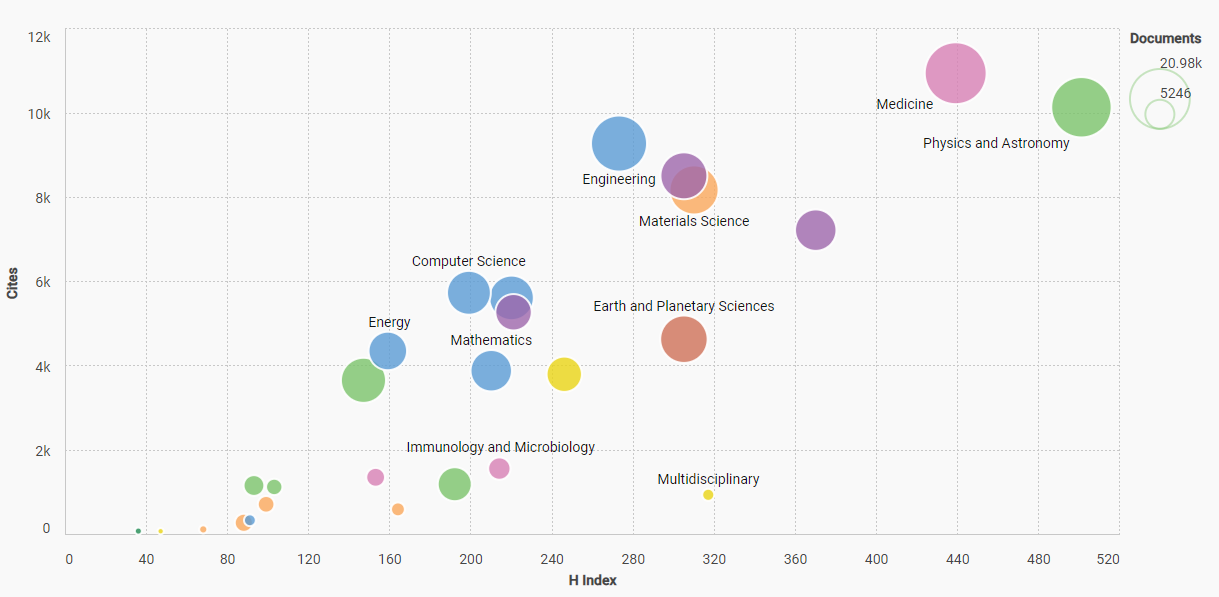 Documents
20.98k
5246
12k
10k
8k
6k
4k
2k
0
Cites
Medicine
Physics and Astronomy
Engineering
Materials Science
Computer Science
Earth and Planetary Sciences
Energy
Mathematics
Immunology and Microbiology
Multidisciplinary
0 40 80 120 160 200 240 280 320 360 400 440 480 520
H Index